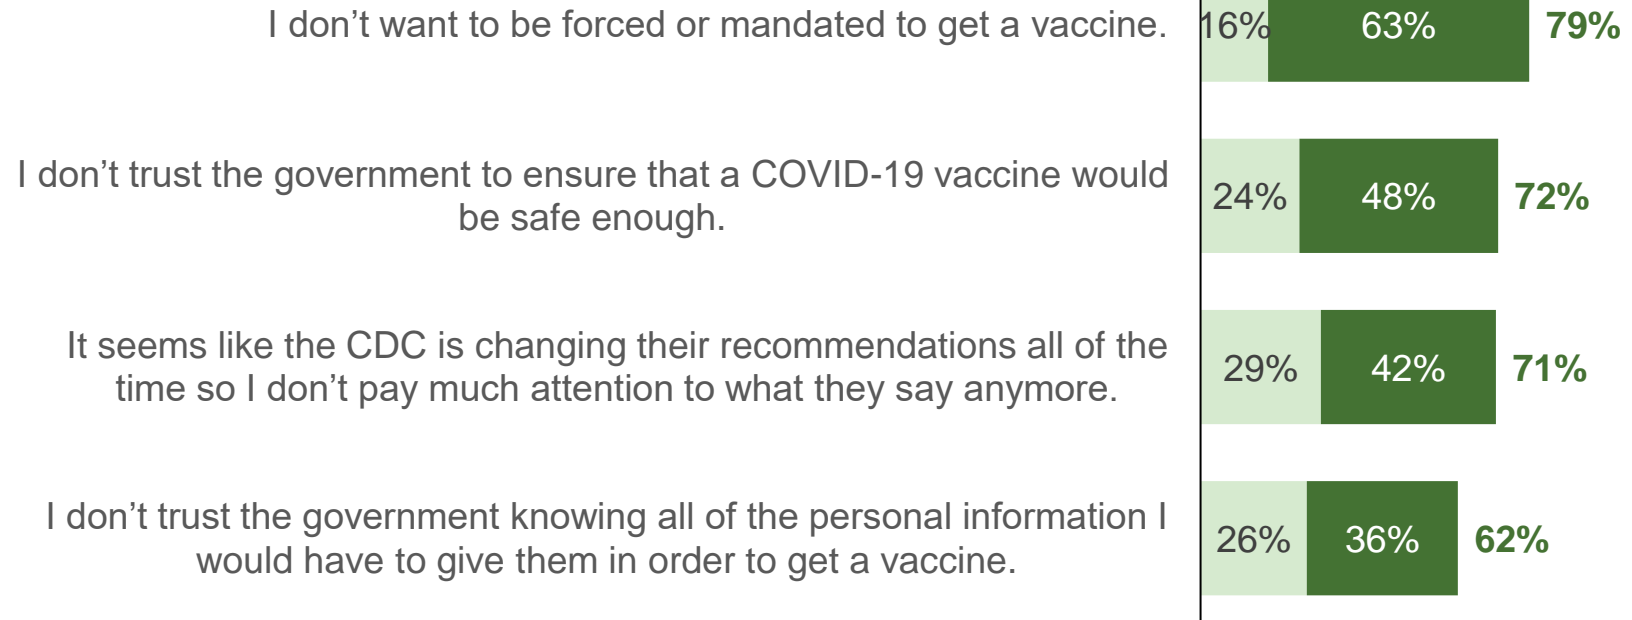 I don’t want to be forced or mandated to get a vaccine. 16% 63% 79%
I don’t trust the government to ensure that a COVID-19 vaccine would
be safe enough.
24% 48% 72%
It seems like the CDC is changing their recommendations all of the
time so I don’t pay much attention to what they say anymore.
29% 42% 71%
I don’t trust the government knowing all of the personal information I
would have to give them in order to get a vaccine.
26% 36% 62%